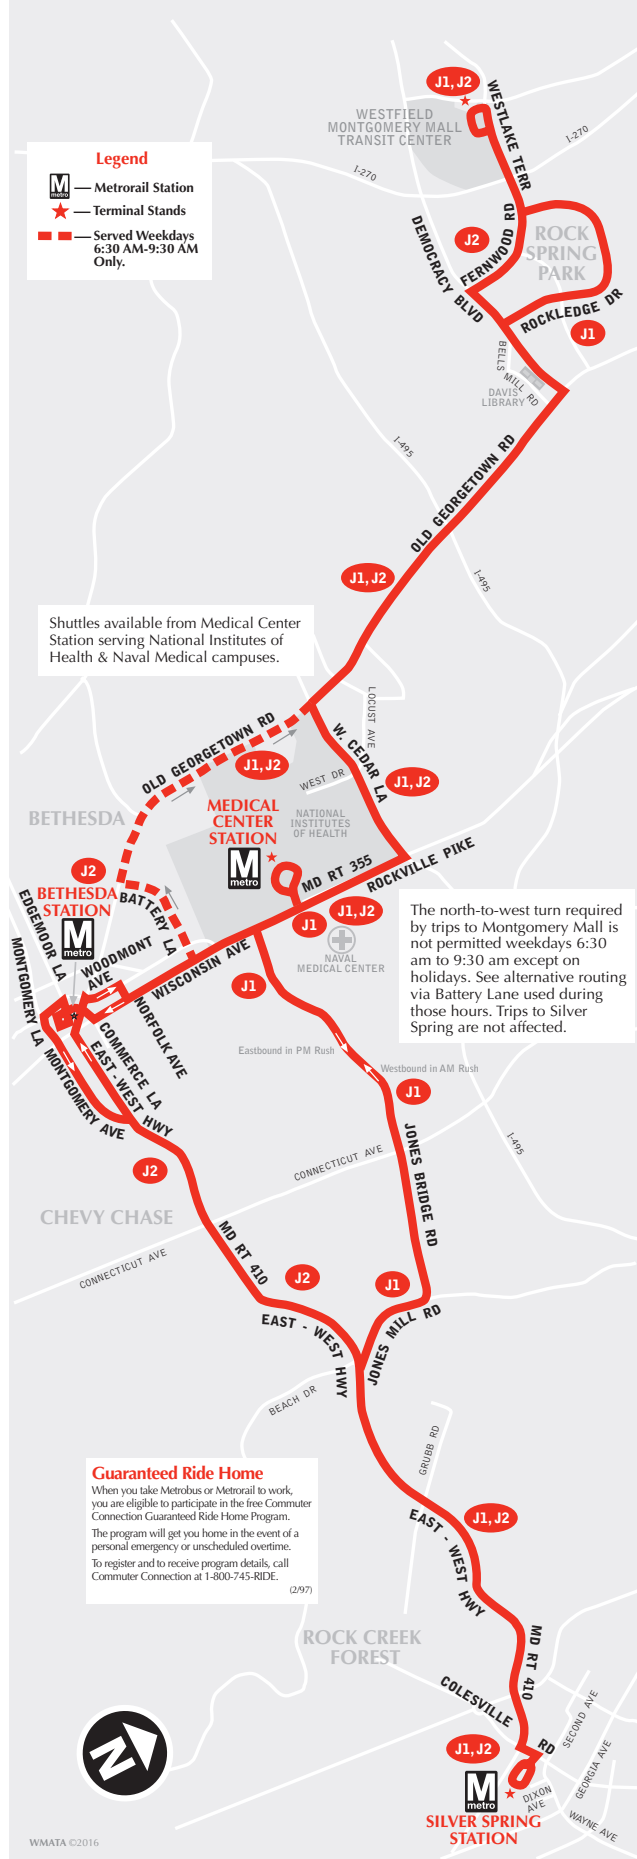 J1, J2
WESTLAKE TERR
WESTFIELD
MONTGOMERY MALL
TRANSIT CENTER
I-270
I-270
Legend
M
metro
Metrorail Station
Terminal Stands
Served Weekdays
6:30 AM-9:30 AM
Only.
FERNWOOD RD
J2
DEMOCRACY BLVD
ROCK
SPRING
PARK
ROCKLEDGE DR
J1
BELLS MILL RD
DAVIS
LIBRARY
I-495
OLD GEORGETOWN RD
I-495
J1, J2
Shuttles available from Medical Center
Station serving National Institutes of
Health & Naval Medical campuses.
LOCUST AVE
OLD GEORGETOWN RD
W. CEDAR LA
J1, J2
WEST DR
J1, J2
BETHESDA
MEDICAL
CENTER
STATION
NATIONAL
INSTITUTES
OF HEALTH
M
metro
MD RT 355
ROCKVILLE PIKE
J2
BETHESDA
STATION
M
metro
BATTERY LA
EDGEMOOR LA
J1
J1, J2
The north-to-west turn required
by trips to Montgomery Mall is
not permitted weekdays 6:30
am to 9:30 am except on
holidays. See alternative routing
via Battery Lane used during
those hours. Trips to Silver
Spring are not affected.
NAVAL
MEDICAL CENTER
WOODMONT
AVE
WISCONSIN AVE
J1
MONTGOMERY LA
NORFOLK AVE
COMMERCE LA
EAST-WEST HWY
MONTGOMERY AVE
Eastbound in PM Rush
Westbound in AM Rush
J1
JONES BRIDGE RD
I-495
J2
CONNECTICUT AVE
CHEVY CHASE
CONNECTICUT AVE
MD RT 410
J2
J1
EAST - WEST HWY
JONES MILL RD
BEACH DR
GRUBB RD
Guaranteed Ride Home
When you take Metrobus or Metrorail to work,
you are eligible to participate in the free Commuter
Connection Guaranteed Ride Home Program.
The program will get you home in the event of a
personal emergency or unscheduled overtime.
To register and to receive program details, call
Commuter Connection at 1-800-745-RIDE.
(2/97)
J1, J2
EAST - WEST HWY
ROCK CREEK
FOREST
MD RT 410
COLESVILLE RD
SECOND AVE
GEORGIA AVE
N
J1, J2
M
metro
DIXON
AVE
WAYNE AVE
SILVER SPRING
STATION
WMATA ©2016